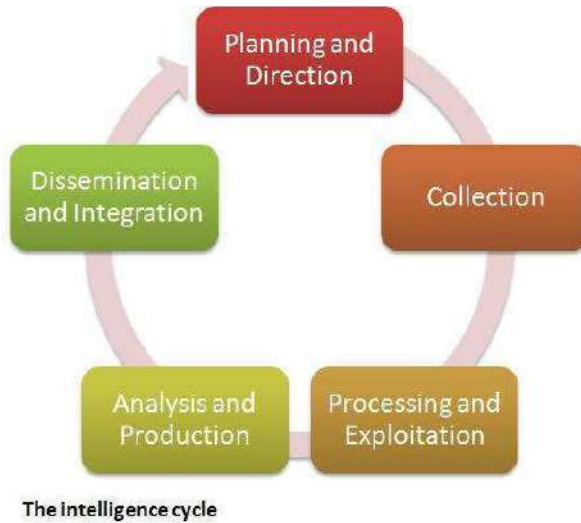 Planning and
Direction
Collection
Processing and
Exploitation
Analysis and
Production
Dissemination
and Integration
The intelligence cycle